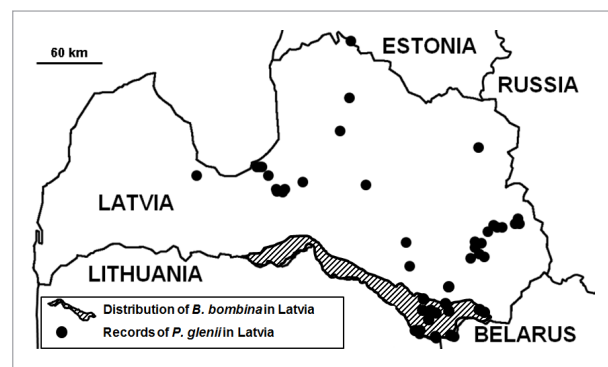 ESTONIA
60 km
RUSSIA
LATVIA
LITHUANIA
Distribution of B. bombina in Latvia
Records of P. glenii in Latvia
BELARUS